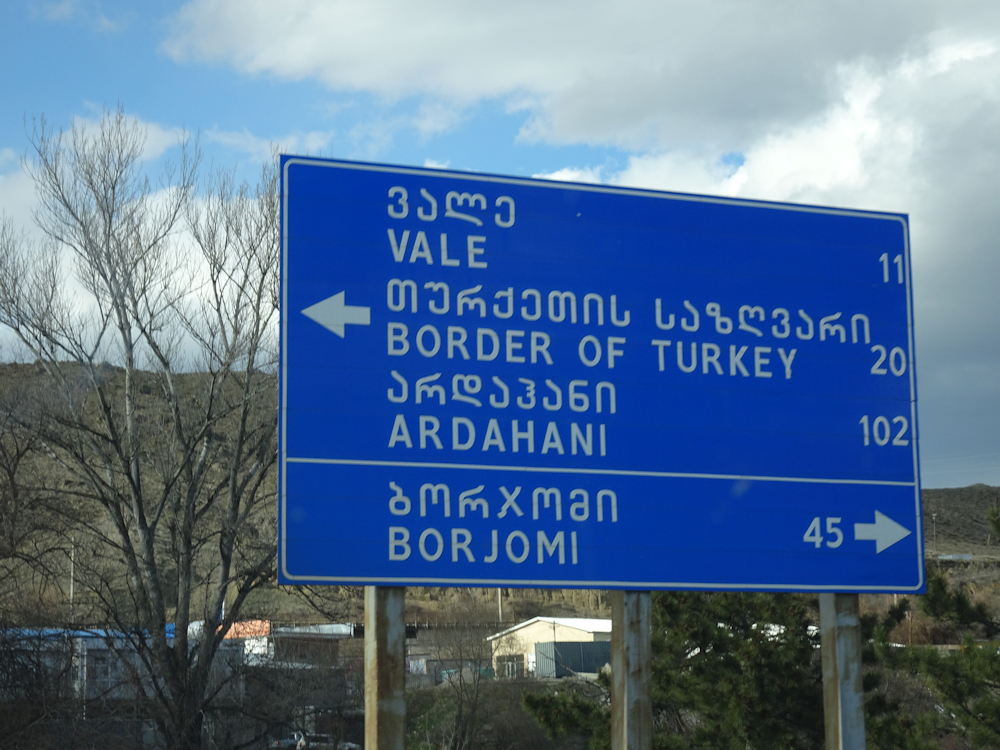 ვალე
VALE 11
თურქეთის საზღვარი
BORDER OF TURKEY 20
არდაჰანი
ARDAHANI 102
ბორჯომი
BORJOMI 45